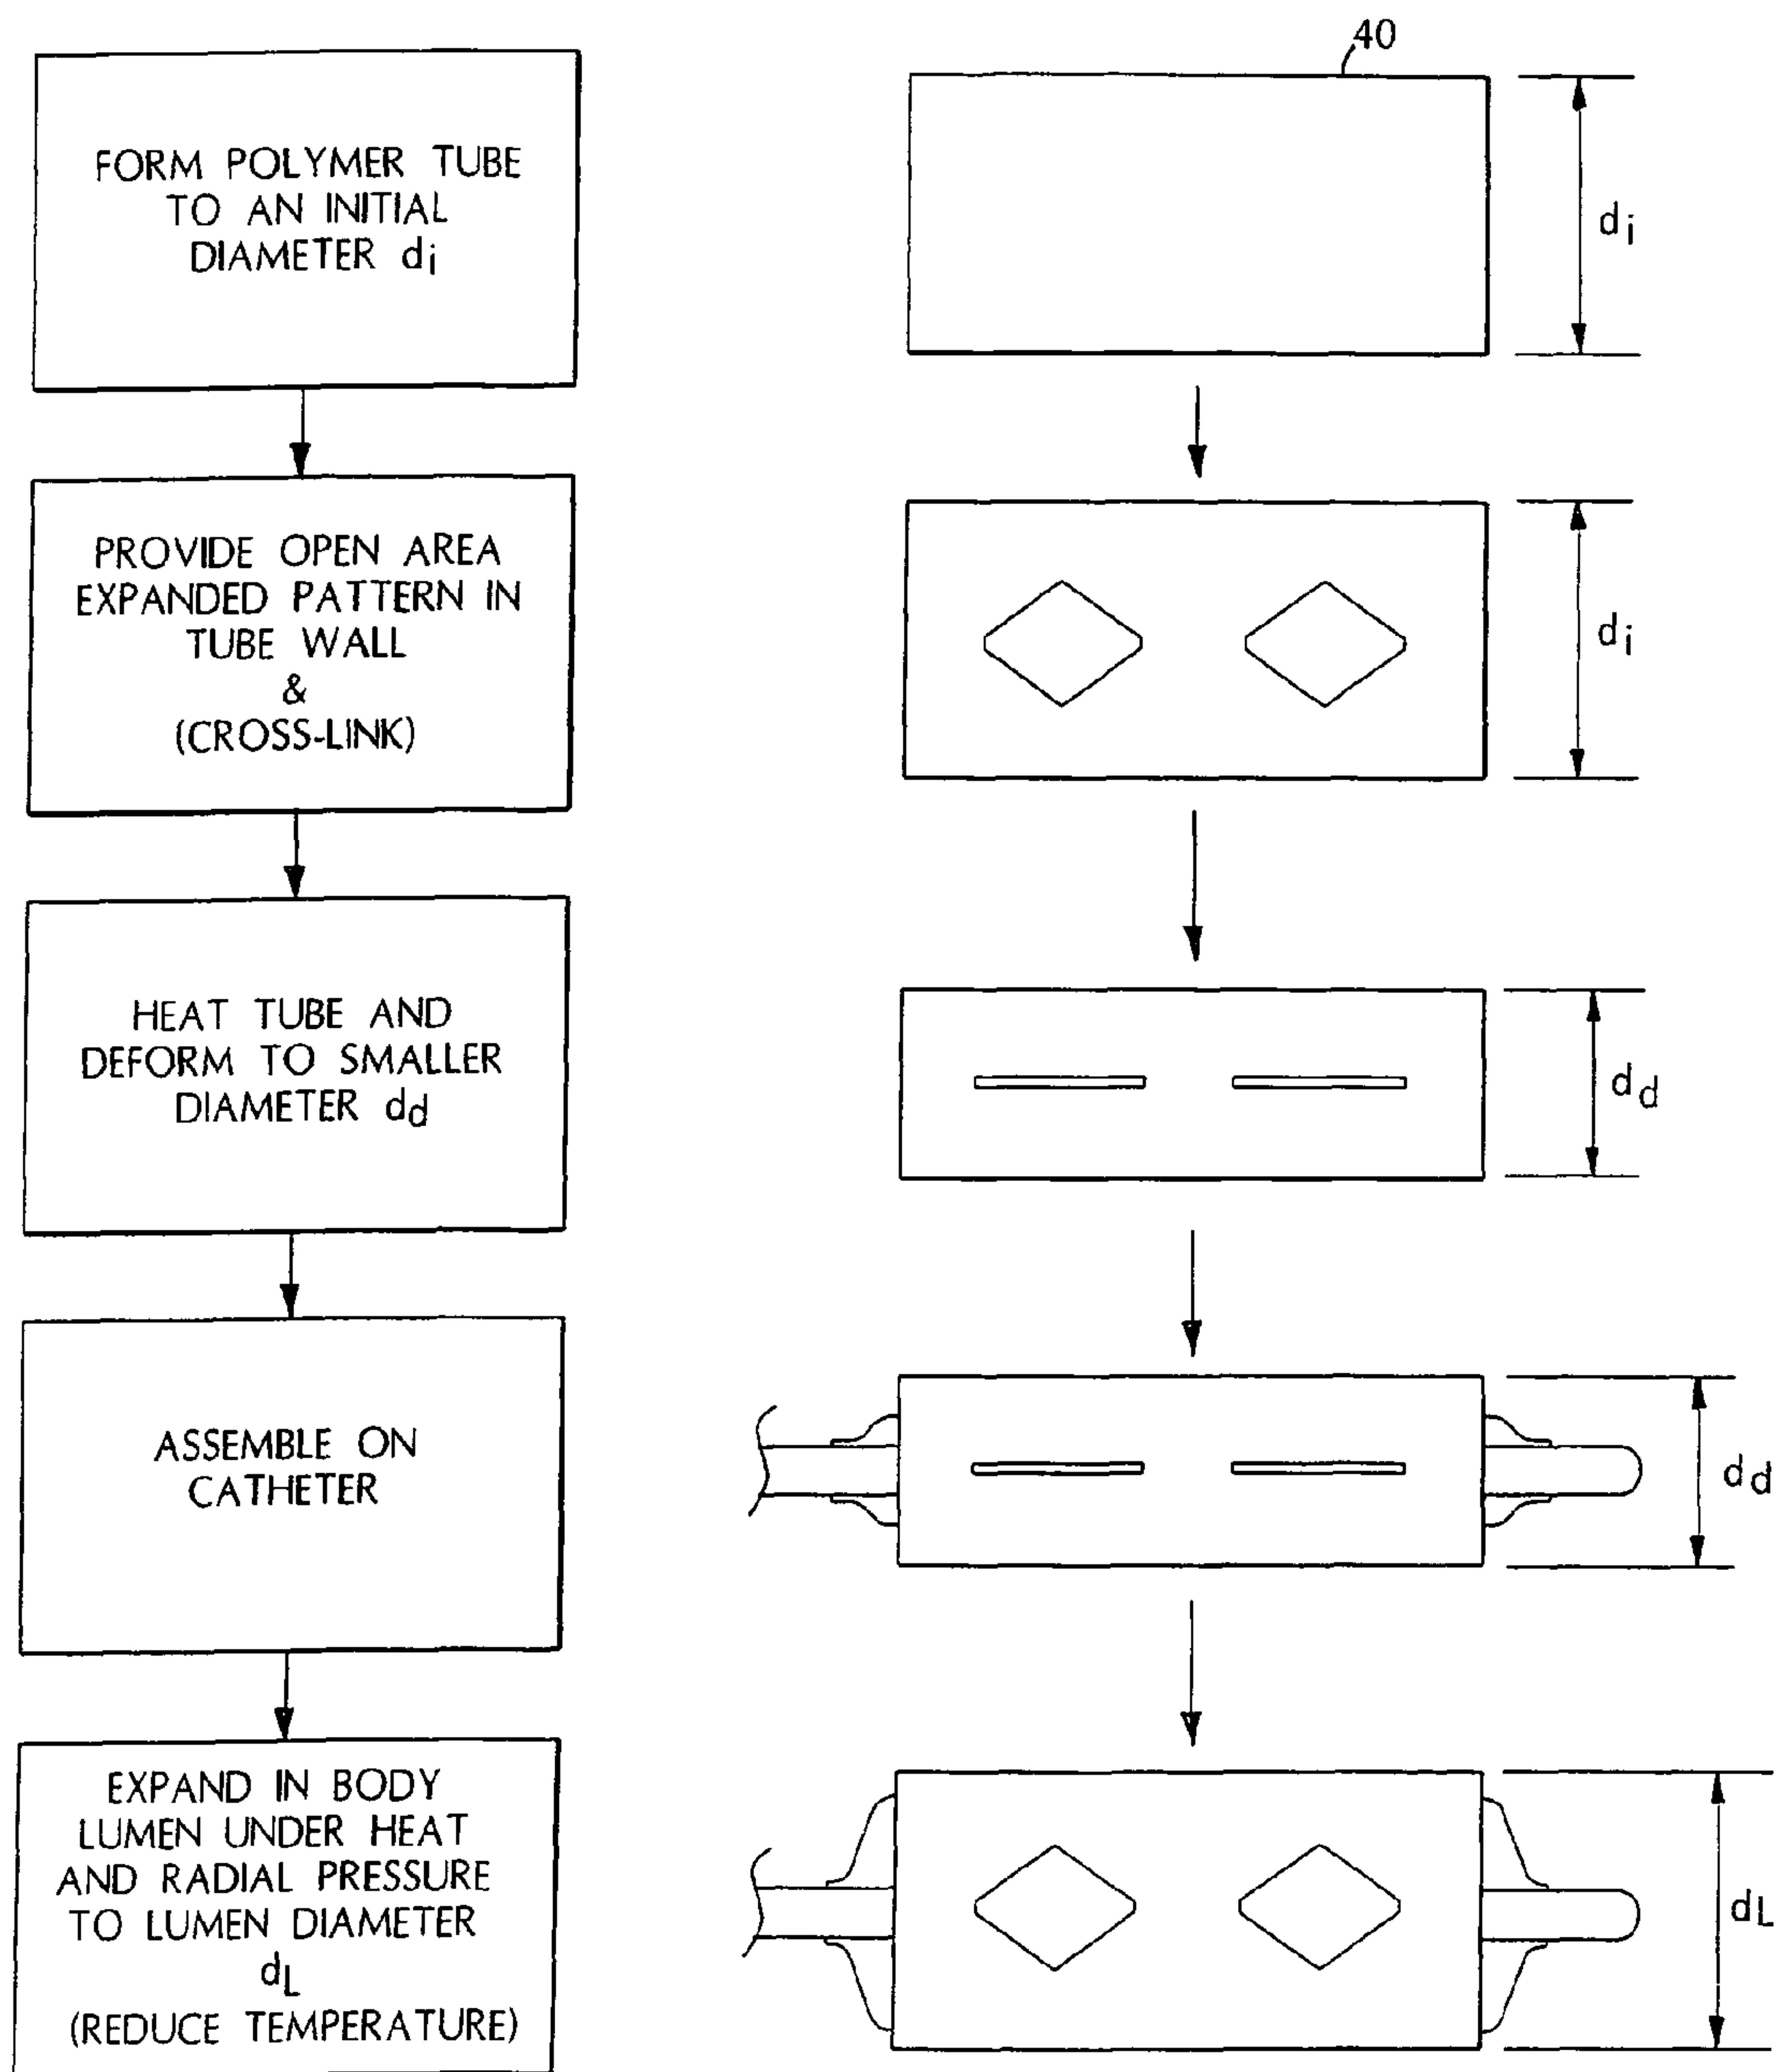 40
FORM POLYMER TUBE
TO AN INITIAL
DIAMETER di
di
PROVIDE OPEN AREA
EXPANDED PATTERN IN
TUBE WALL
&
(CROSS-LINK)
di
HEAT TUBE AND
DEFORM TO SMALLER
DIAMETER dd
dd
ASSEMBLE ON
CATHETER
dd
EXPAND IN BODY
LUMEN UNDER HEAT
AND RADIAL PRESSURE
TO LUMEN DIAMETER
dL
(REDUCE TEMPERATURE)
dL